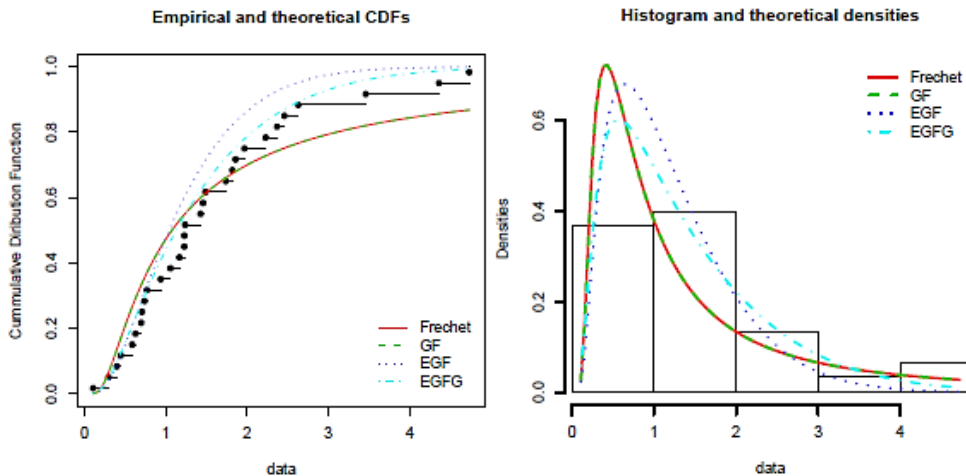 Empirical and theoretical CDFs
Cummulative Diribution Function
0.0
0.2
0.4
0.6
0.8
1.0
0
1
2
3
4
data
Frechet
GF
EGF
EGFG
Histogram and theoretical densities
Densities
0.0
0.2
0.4
0.6
0
1
2
3
4
data
Frechet
GF
EGF
EGFG